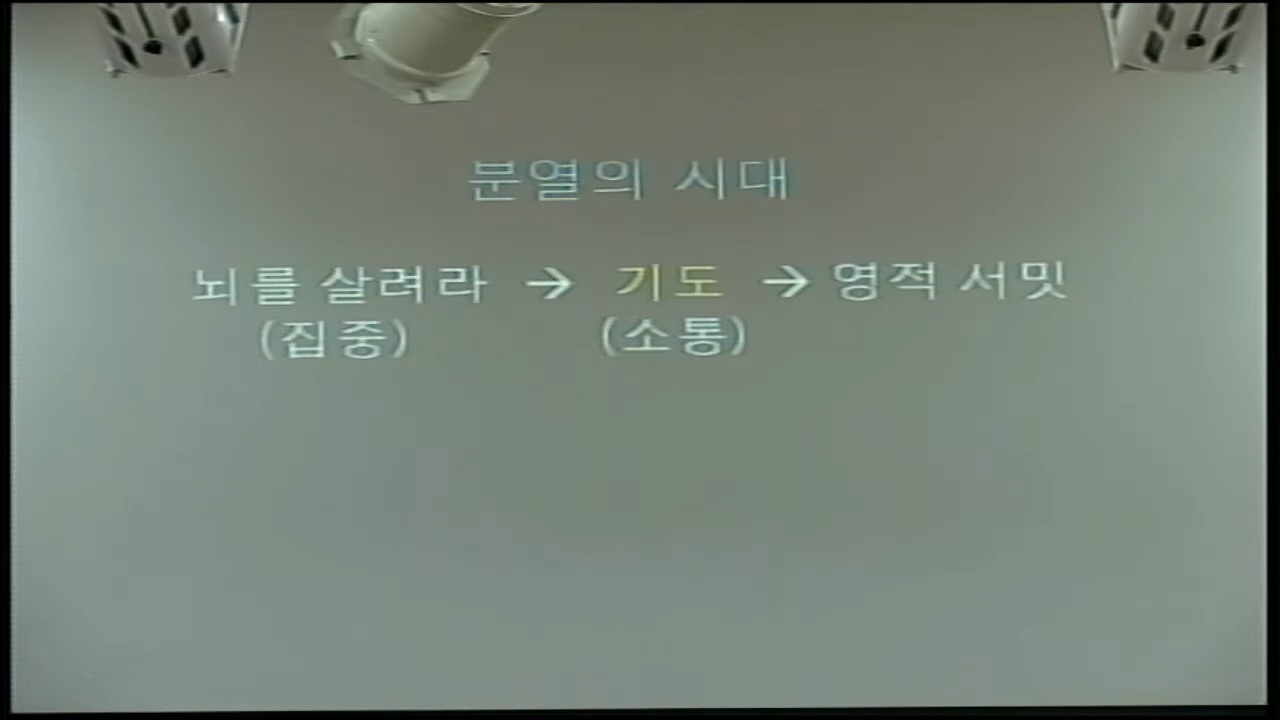 분열의 시대
뇌를 살려라 → 기도 → 영적 서밋
(집중) (소통)